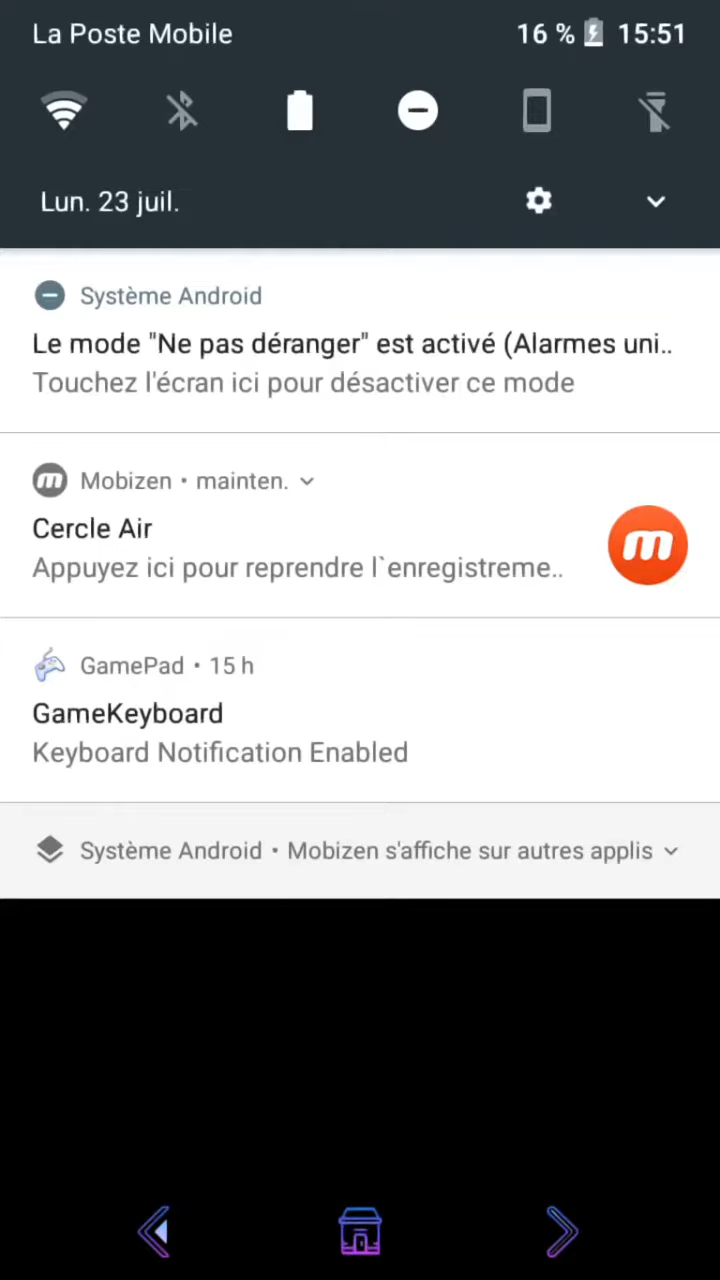 La Poste Mobile 16 % 15:51
Lun. 23 juil.
Système Android
Le mode "Ne pas déranger" est activé (Alarmes uni..
Touchez l'écran ici pour désactiver ce mode
Mobizen • mainten.
Cercle Air
Appuyez ici pour reprendre l`enregistreme..
GamePad • 15 h
GameKeyboard
Keyboard Notification Enabled
Système Android • Mobizen s'affiche sur autres applis